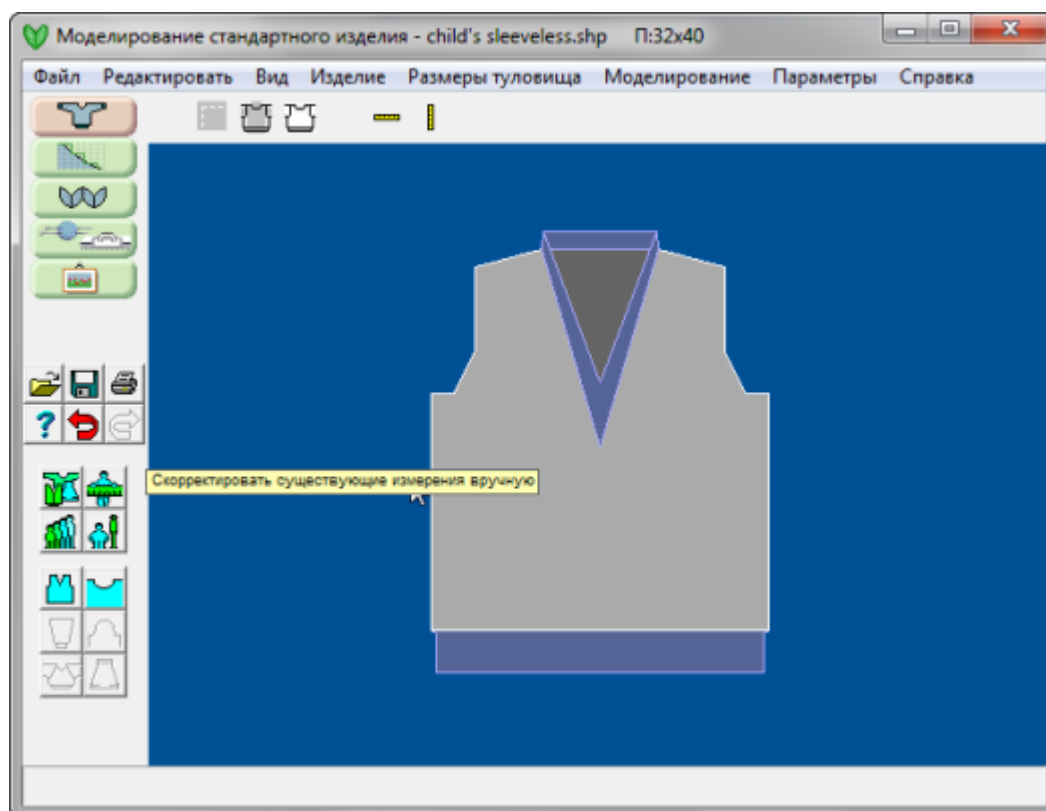 Моделирование стандартного изделия - child's sleeveless.shp П:32x40
Файл Редактировать Вид Изделие Размеры туловища Моделирование Параметры Справка
Скорректировать существующие измерения вручную